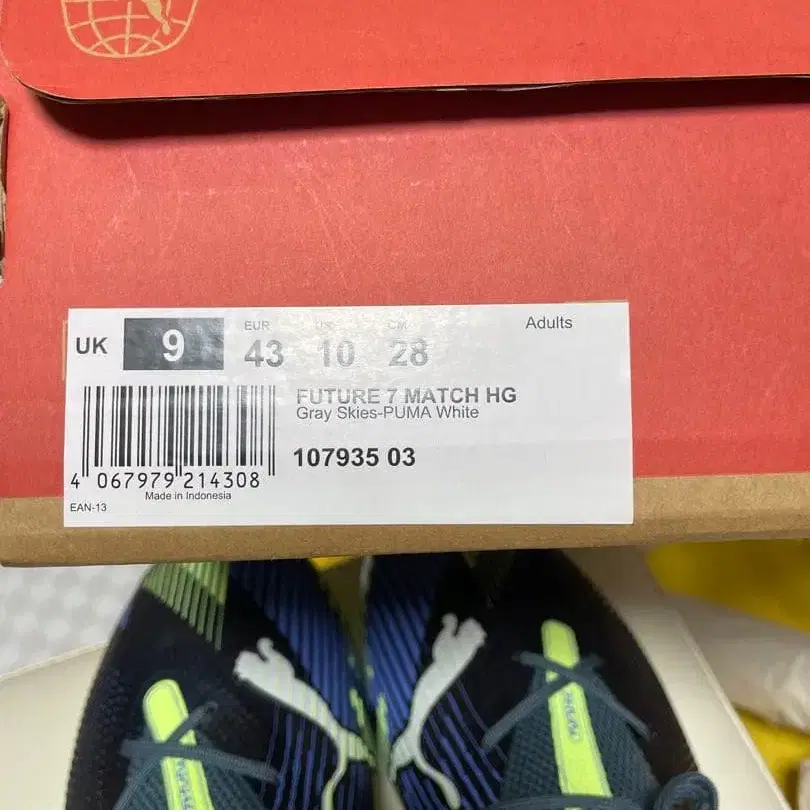 UK 9 EUR 43 US 10 CM 28 Adults
FUTURE 7 MATCH HG
Gray Skies-PUMA White
107935 03
4 067979 214308
Made in Indonesia
EAN-13